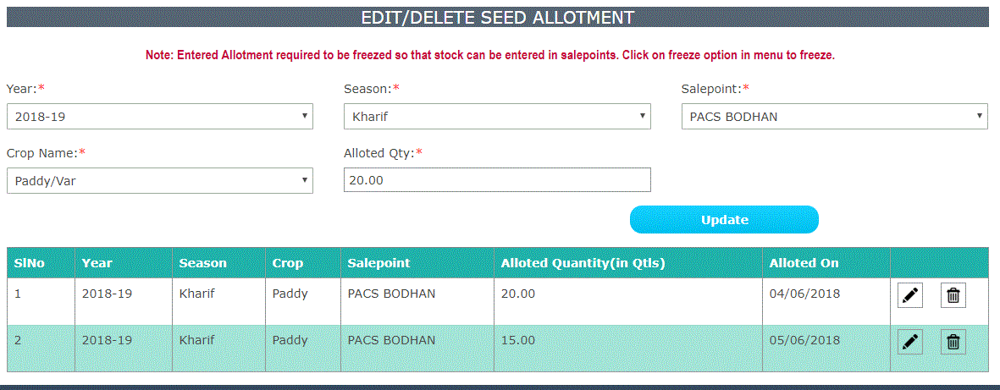 EDIT/DELETE SEED ALLOTMENT
Note: Entered Allotment required to be freezed so that stock can be entered in salepoints. Click on freeze option in menu to freeze.
Year:* Season:* Salepoint:*
2018-19 Kharif PACS BODHAN
Crop Name:* Alloted Qty:*
Paddy/Var 20.00
Update
SlNo Year Season Crop Salepoint Alloted Quantity(in Qtls) Alloted On
1 2018-19 Kharif Paddy PACS BODHAN 20.00 04/06/2018
2 2018-19 Kharif Paddy PACS BODHAN 15.00 05/06/2018